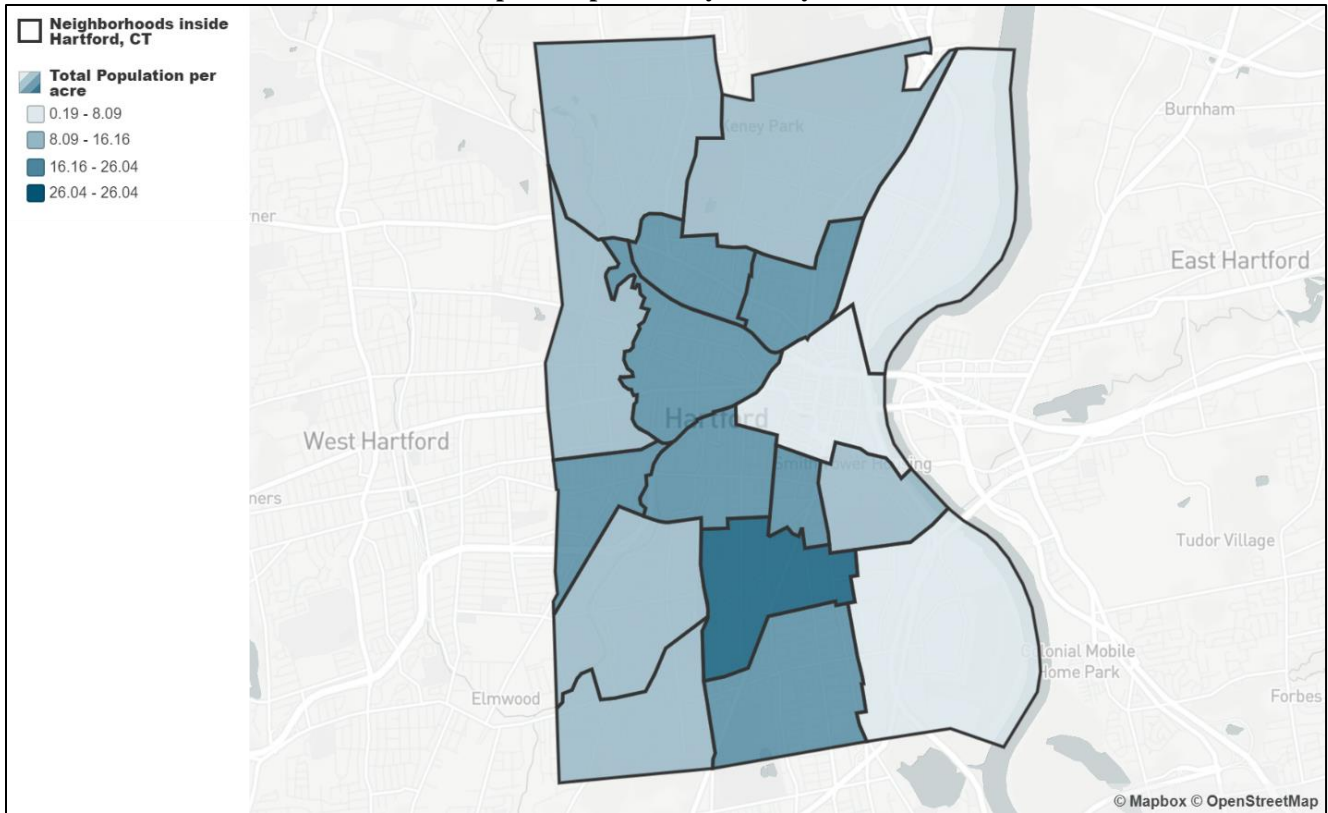 Neighborhoods inside
Hartford, CT
Total Population per
acre
0.19 - 8.09
8.09 - 16.16
16.16 - 26.04
26.04 - 26.04
Keney Park
Burnham
ner
East Hartford
Hartford
West Hartford
ners
Tudor Village
Colonial Mobile
Home Park
Elmwood
Forbes
© Mapbox © OpenStreetMap